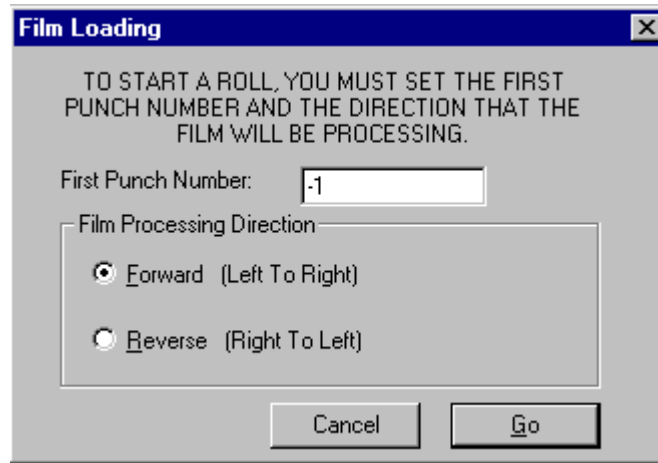 Film Loading
TO START A ROLL, YOU MUST SET THE FIRST
PUNCH NUMBER AND THE DIRECTION THAT THE
FILM WILL BE PROCESSING.
First Punch Number: -1
Film Processing Direction
Forward (Left To Right)
Reverse (Right To Left)
Cancel Go